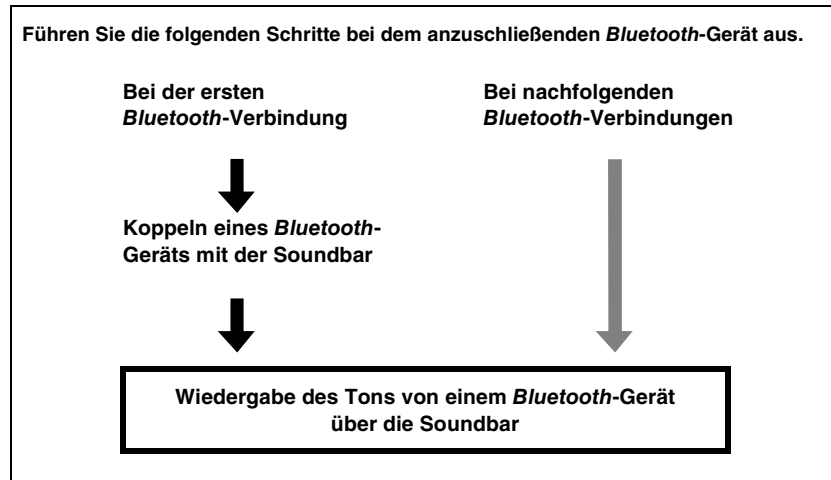 Führen Sie die folgenden Schritte bei dem anzuschließenden Bluetooth-Gerät aus.
Bei der ersten
Bluetooth-Verbindung
Bei nachfolgenden
Bluetooth-Verbindungen
Koppeln eines Bluetooth-
Geräts mit der Soundbar
Wiedergabe des Tons von einem Bluetooth-Gerät
über die Soundbar